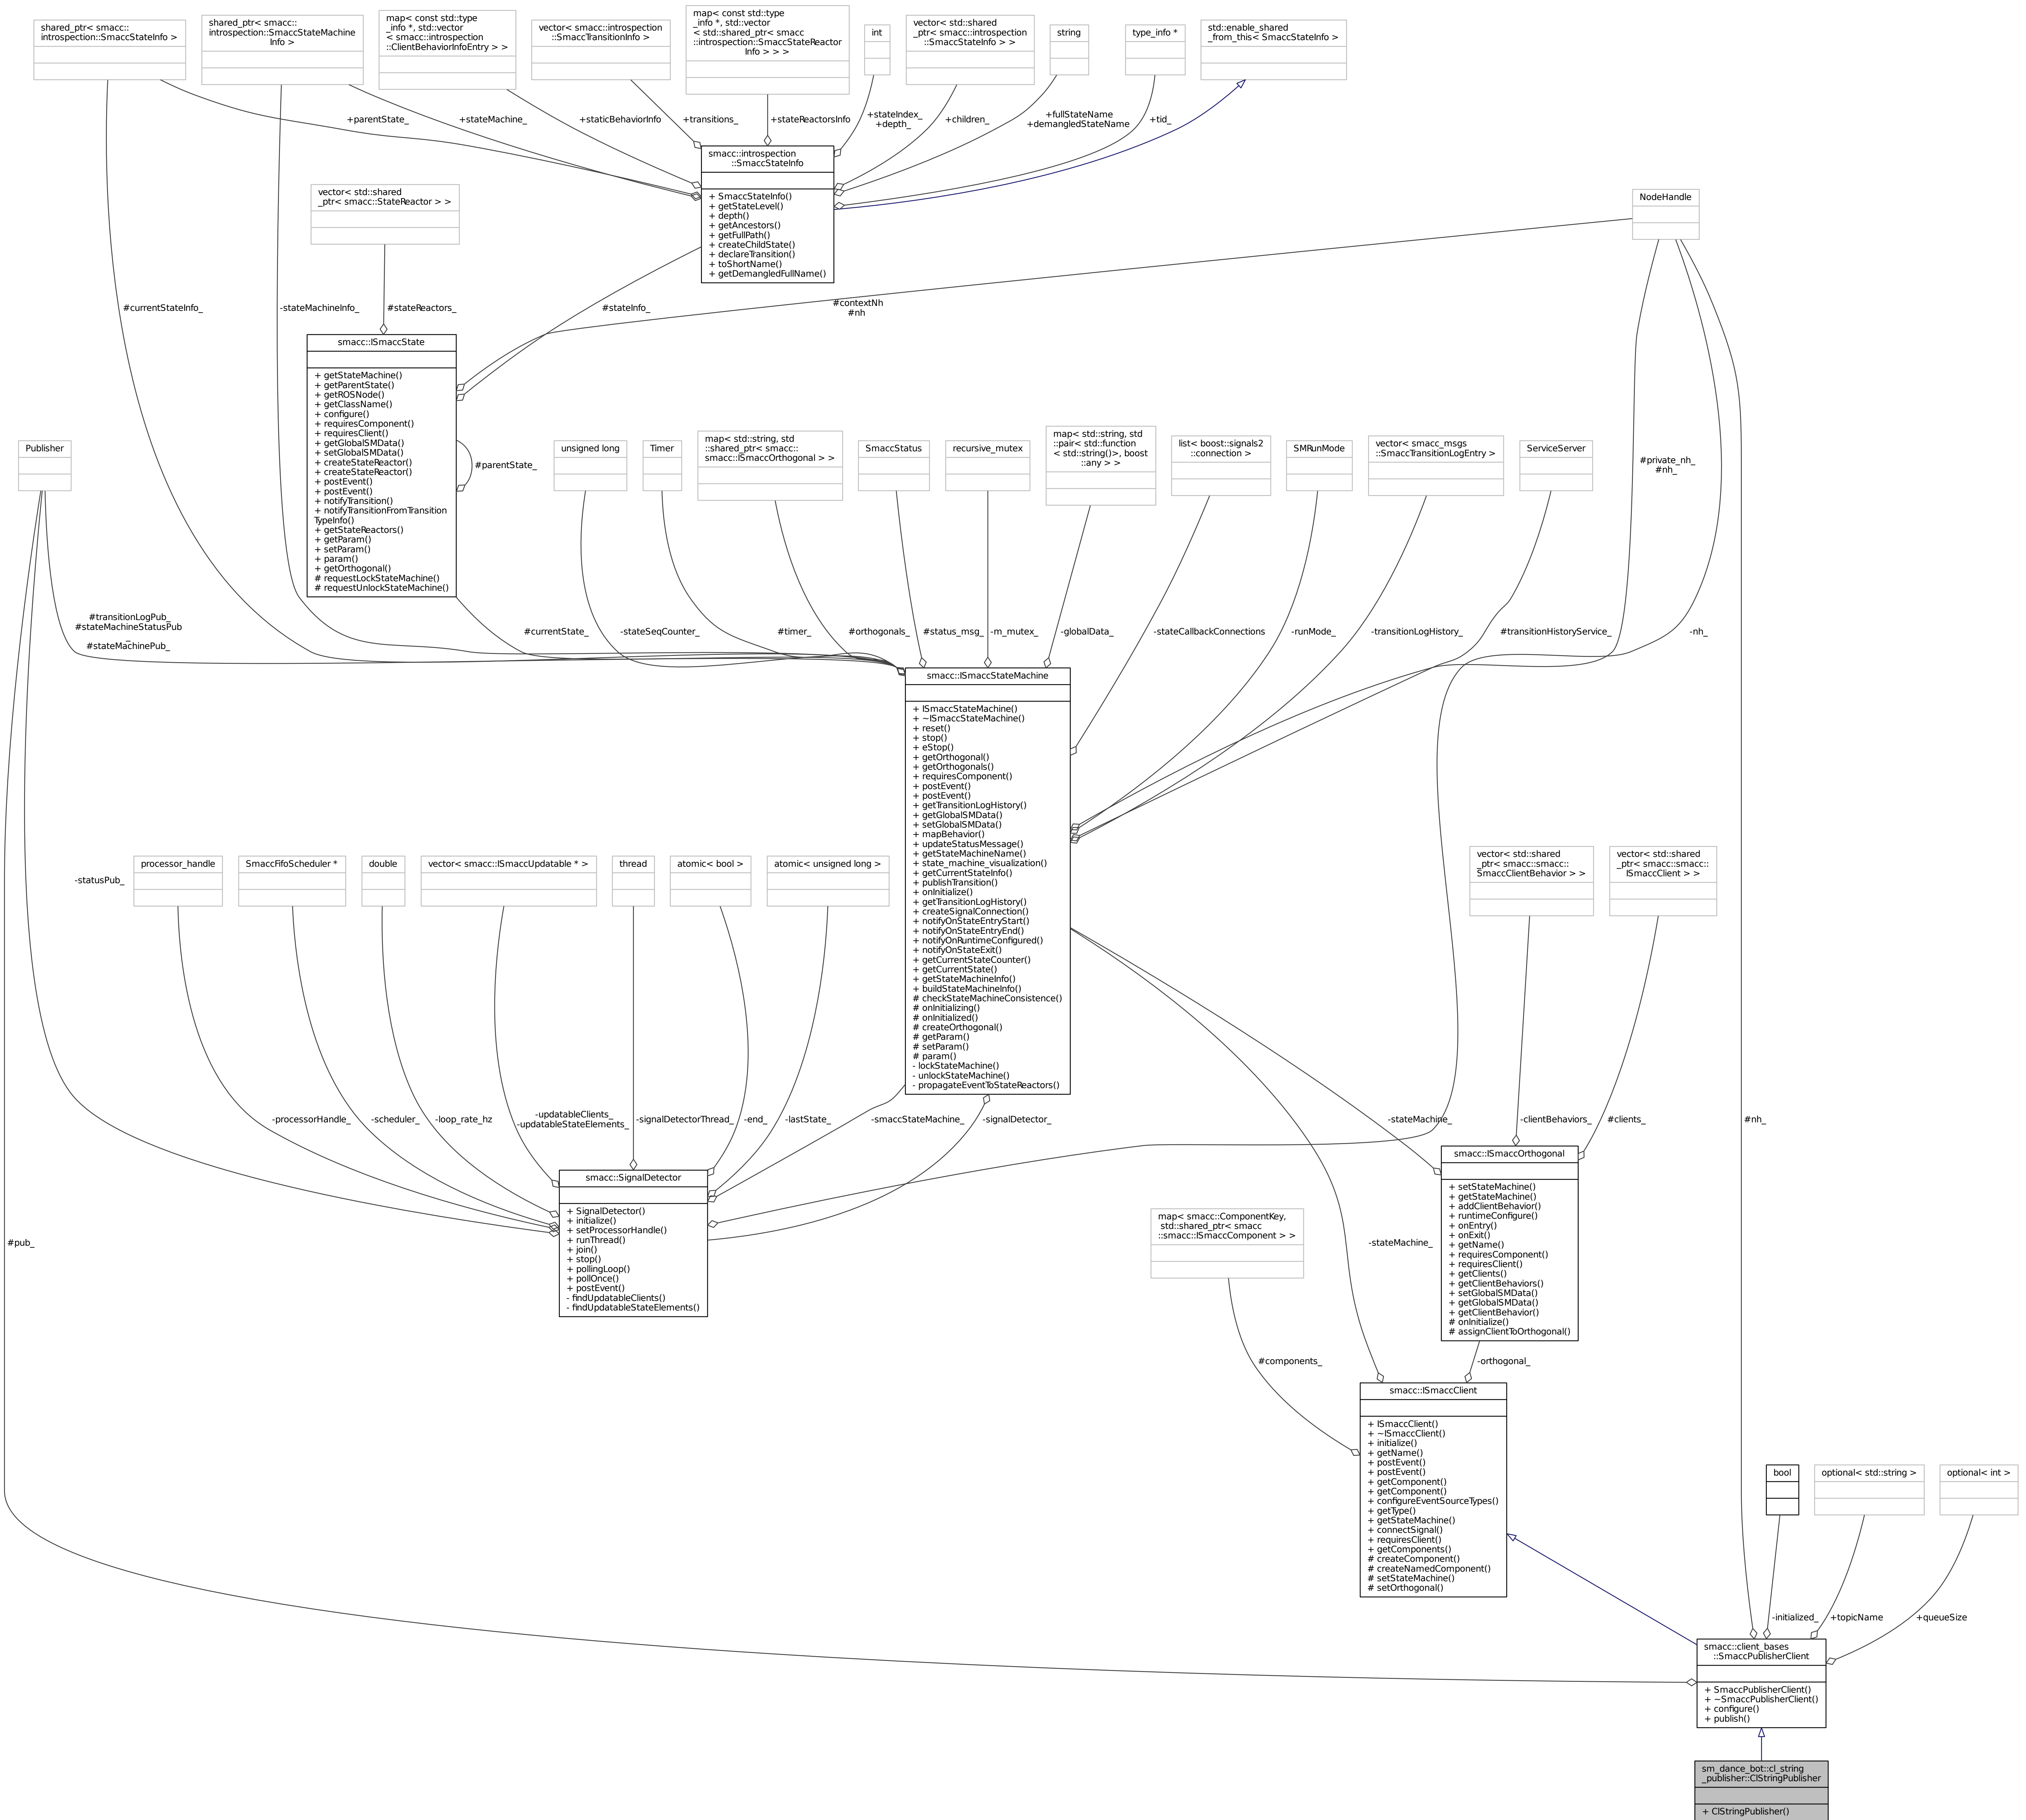 shared_ptr< smacc::
introspection::SmaccStateInfo >
shared_ptr< smacc::
introspection::SmaccStateMachine
Info >
map< const std::type
_info *, std::vector
< smacc::introspection
::ClientBehaviorInfoEntry > >
vector< smacc::introspection
::SmaccTransitionInfo >
map< const std::type
_info *, std::vector
< std::shared_ptr< smacc
::introspection::SmaccStateReactor
Info > > >
int
vector< std::shared
_ptr< smacc::introspection
::SmaccStateInfo > >
string
type_info *
std::enable_shared
_from_this< SmaccStateInfo >
+parentState_
+stateMachine_
+staticBehaviorInfo
+transitions_
+stateReactorsInfo
+stateIndex_
+depth_
+children_
+fullStateName
+demangledStateName
+tid_
smacc::introspection
::SmaccStateInfo
+ SmaccStateInfo()
+ getStateLevel()
+ depth()
+ getAncestors()
+ getFullPath()
+ createChildState()
+ declareTransition()
+ toShortName()
+ getDemangledFullName()
vector< std::shared
_ptr< smacc::StateReactor > >
NodeHandle
#currentStateInfo_
-stateMachineInfo_
#stateReactors_
#stateInfo_
#contextNh
#nh
smacc::ISmaccState
+ getStateMachine()
+ getParentState()
+ getROSNode()
+ getClassName()
+ configure()
+ requiresComponent()
+ requiresClient()
+ getGlobalSMData()
+ setGlobalSMData()
+ createStateReactor()
+ createStateReactor()
+ postEvent()
+ postEvent()
+ notifyTransition()
+ notifyTransitionFromTransition
TypeInfo()
+ getStateReactors()
+ getParam()
+ setParam()
+ param()
+ getOrthogonal()
# requestLockStateMachine()
# requestUnlockStateMachine()
#parentState_
Publisher
unsigned long
Timer
map< std::string, std
::shared_ptr< smacc::
smacc::ISmaccOrthogonal > >
SmaccStatus
recursive_mutex
map< std::string, std
::pair< std::function
< std::string()>, boost
::any > >
list< boost::signals2
::connection >
SMRunMode
vector< smacc_msgs
::SmaccTransitionLogEntry >
ServiceServer
#private_nh_
#nh_
#transitionLogPub_
#stateMachineStatusPub
_
#stateMachinePub_
#currentState_
-stateSeqCounter_
#timer_
#orthogonals_
#status_msg_
-m_mutex_
-globalData_
-stateCallbackConnections
-runMode_
-transitionLogHistory_
#transitionHistoryService_
-nh_
smacc::ISmaccStateMachine
+ ISmaccStateMachine()
+ ~ISmaccStateMachine()
+ reset()
+ stop()
+ eStop()
+ getOrthogonal()
+ getOrthogonals()
+ requiresComponent()
+ postEvent()
+ postEvent()
+ getTransitionLogHistory()
+ getGlobalSMData()
+ setGlobalSMData()
+ mapBehavior()
+ updateStatusMessage()
+ getStateMachineName()
+ state_machine_visualization()
+ getCurrentStateInfo()
+ publishTransition()
+ onInitialize()
+ getTransitionLogHistory()
+ createSignalConnection()
+ notifyOnStateEntryStart()
+ notifyOnStateEntryEnd()
+ notifyOnRuntimeConfigured()
+ notifyOnStateExit()
+ getCurrentStateCounter()
+ getCurrentState()
+ getStateMachineInfo()
+ buildStateMachineInfo()
# checkStateMachineConsistence()
# onInitializing()
# onInitialized()
# createOrthogonal()
# getParam()
# setParam()
# param()
- lockStateMachine()
- unlockStateMachine()
- propagateEventToStateReactors()
-statusPub_
processor_handle
SmaccFifoScheduler *
double
vector< smacc::ISmaccUpdatable * >
thread
atomic< bool >
atomic< unsigned long >
vector< std::shared
_ptr< smacc::smacc::
SmaccClientBehavior > >
vector< std::shared
_ptr< smacc::smacc::
ISmaccClient > >
-processorHandle_
-scheduler_
-loop_rate_hz
-updatableClients_
-updatableStateElements_
-signalDetectorThread_
-end_
-lastState_
-smaccStateMachine_
-signalDetector_
-stateMachine_
-clientBehaviors_
#clients_
#nh_
smacc::SignalDetector
+ SignalDetector()
+ initialize()
+ setProcessorHandle()
+ runThread()
+ join()
+ stop()
+ pollingLoop()
+ pollOnce()
+ postEvent()
- findUpdatableClients()
- findUpdatableStateElements()
smacc::ISmaccOrthogonal
+ setStateMachine()
+ getStateMachine()
+ addClientBehavior()
+ runtimeConfigure()
+ onEntry()
+ onExit()
+ getName()
+ requiresComponent()
+ requiresClient()
+ getClients()
+ getClientBehaviors()
+ setGlobalSMData()
+ getGlobalSMData()
+ getClientBehavior()
# onInitialize()
# assignClientToOrthogonal()
#pub_
map< smacc::ComponentKey,
std::shared_ptr< smacc
::smacc::ISmaccComponent > >
-stateMachine_
#components_
-orthogonal_
smacc::ISmaccClient
+ ISmaccClient()
+ ~ISmaccClient()
+ initialize()
+ getName()
+ postEvent()
+ postEvent()
+ getComponent()
+ getComponent()
+ configureEventSourceTypes()
+ getType()
+ getStateMachine()
+ connectSignal()
+ requiresClient()
+ getComponents()
# createComponent()
# createNamedComponent()
# setStateMachine()
# setOrthogonal()
bool
optional< std::string >
optional< int >
-initialized_
+topicName
+queueSize
smacc::client_bases
::SmaccPublisherClient
+ SmaccPublisherClient()
+ ~SmaccPublisherClient()
+ configure()
+ publish()
sm_dance_bot::cl_string
_publisher::ClStringPublisher
+ ClStringPublisher()